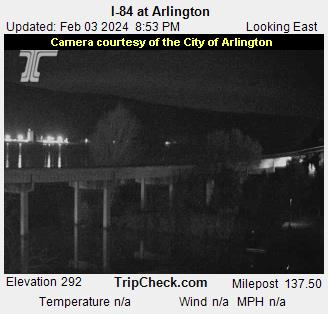 I-84 at Arlington
Updated: Feb 03 2024 8:53 PM Looking East
Camera courtesy of the City of Arlington
Elevation 292 TripCheck.com Milepost 137.50
Temperature n/a Wind n/a MPH n/a